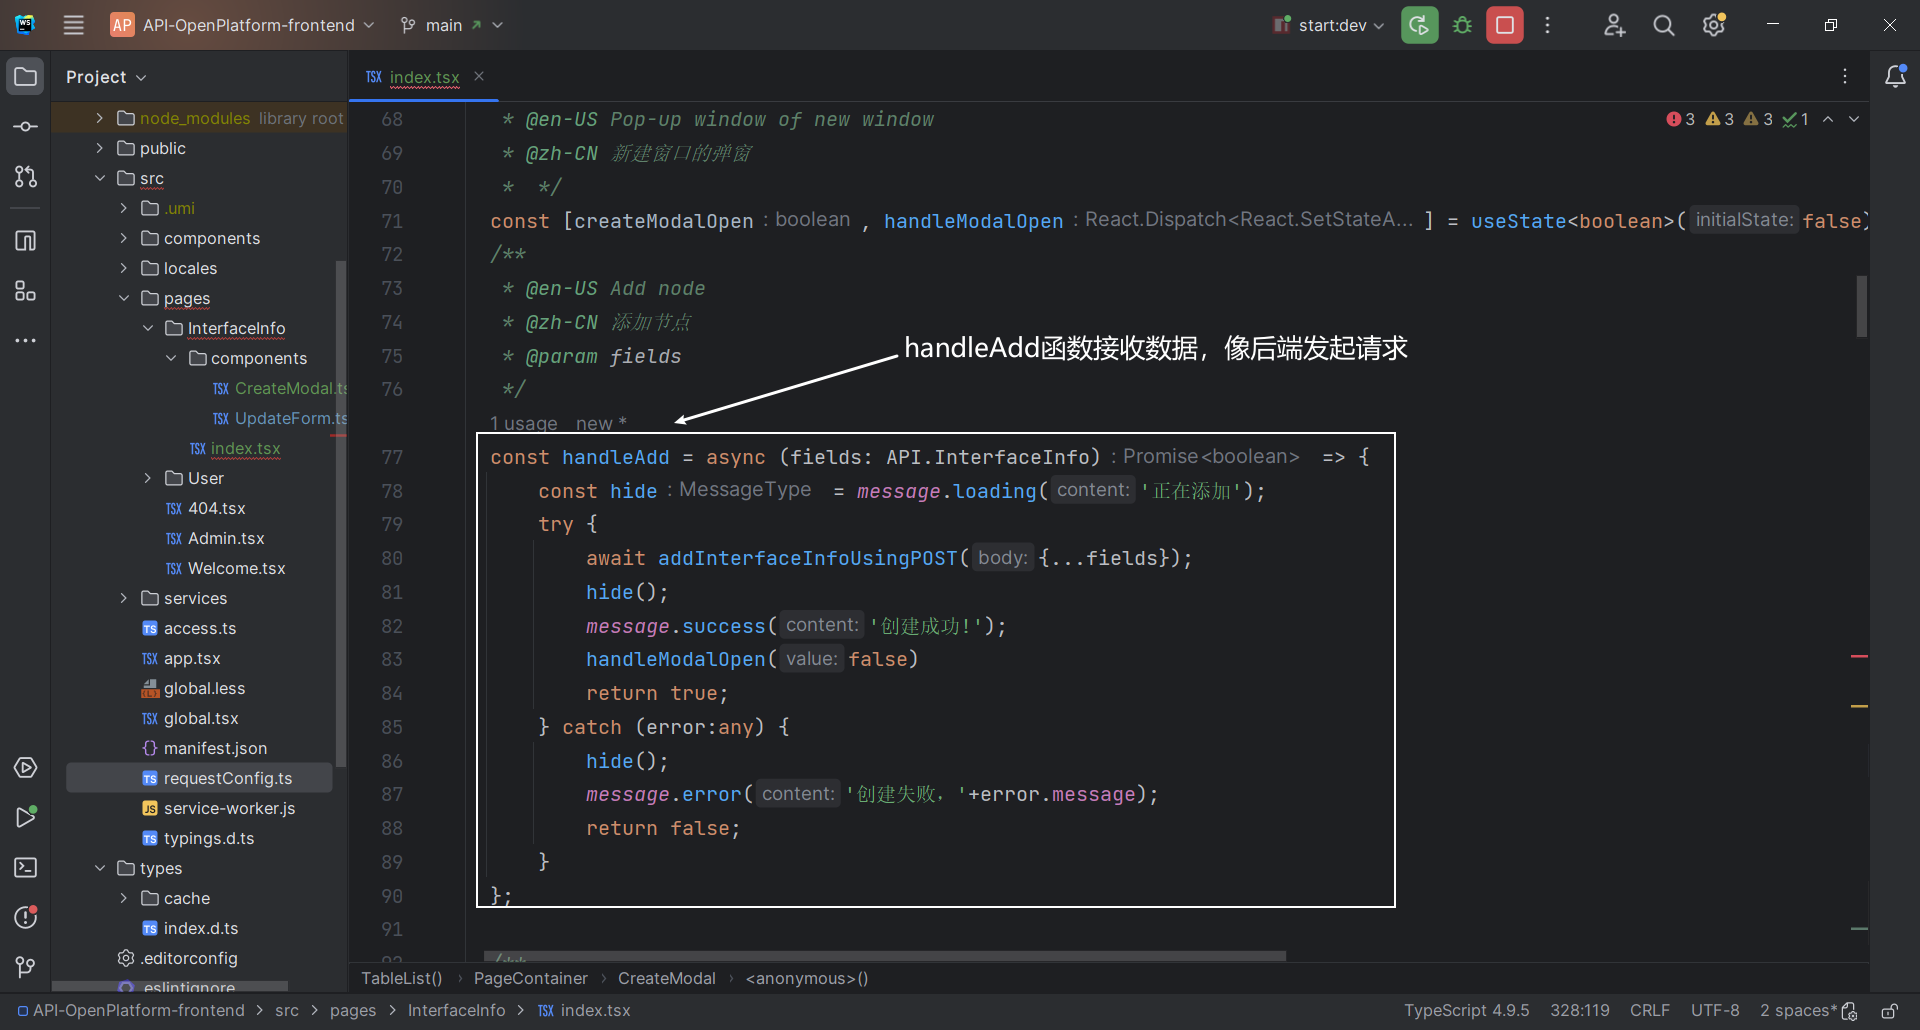 WS AP API-OpenPlatform-frontend main start:dev
Project
index.tsx
node_modules library root
public
src
.umi
components
locales
pages
InterfaceInfo
components
CreateModal.ts
UpdateForm.ts
index.tsx
User
404.tsx
Admin.tsx
Welcome.tsx
services
access.ts
app.tsx
global.less
global.tsx
manifest.json
requestConfig.ts
service-worker.js
typings.d.ts
types
cache
index.d.ts
.editorconfig
.eslintignore
3 3 3 1
68 * @en-US Pop-up window of new window
69 * @zh-CN 新建窗口的弹窗
70 * */
71 const [createModalOpen : boolean , handleModalOpen : React.Dispatch<React.SetStateA... ] = useState<boolean>( initialState: false)
72 /**
73 * @en-US Add node
74 * @zh-CN 添加节点
75 * @param fields
76 */
handleAdd函数接收数据，像后端发起请求
1 usage new *
77 const handleAdd = async (fields: API.InterfaceInfo) : Promise<boolean> => {
78 const hide : MessageType = message.loading( content: '正在添加');
79 try {
80 await addInterfaceInfoUsingPOST( body: {...fields});
81 hide();
82 message.success( content: '创建成功!');
83 handleModalOpen( value: false)
84 return true;
85 } catch (error:any) {
86 hide();
87 message.error( content: '创建失败，'+error.message);
88 return false;
89 }
90 };
91
92 /**
TableList() › PageContainer › CreateModal › <anonymous>()
API-OpenPlatform-frontend > src > pages > InterfaceInfo > TSX index.tsx TypeScript 4.9.5 328:119 CRLF UTF-8 2 spaces*